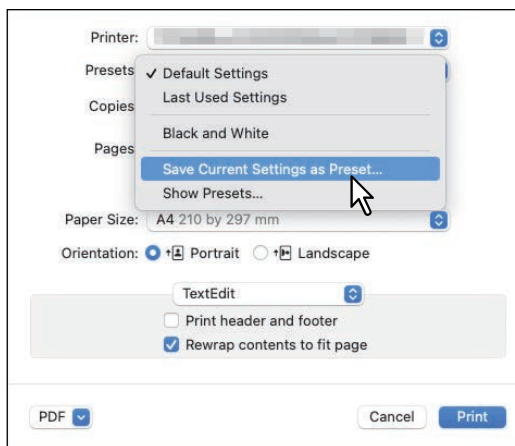 Printer:
Presets
✓ Default Settings
Last Used Settings
Copies
Black and White
Pages
Save Current Settings as Preset...
Show Presets...
Paper Size: A4 210 by 297 mm
Orientation: Portrait Landscape
TextEdit
Print header and footer
Rewrap contents to fit page
PDF Cancel Print